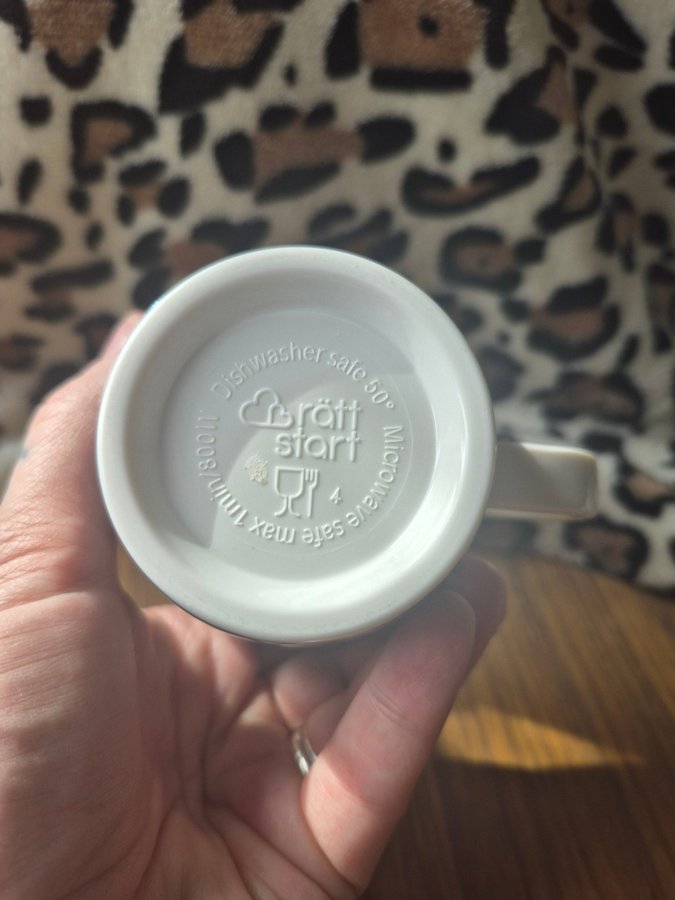 Dishwasher safe 50° Microwave safe max 1min/800W
rätt
start
4